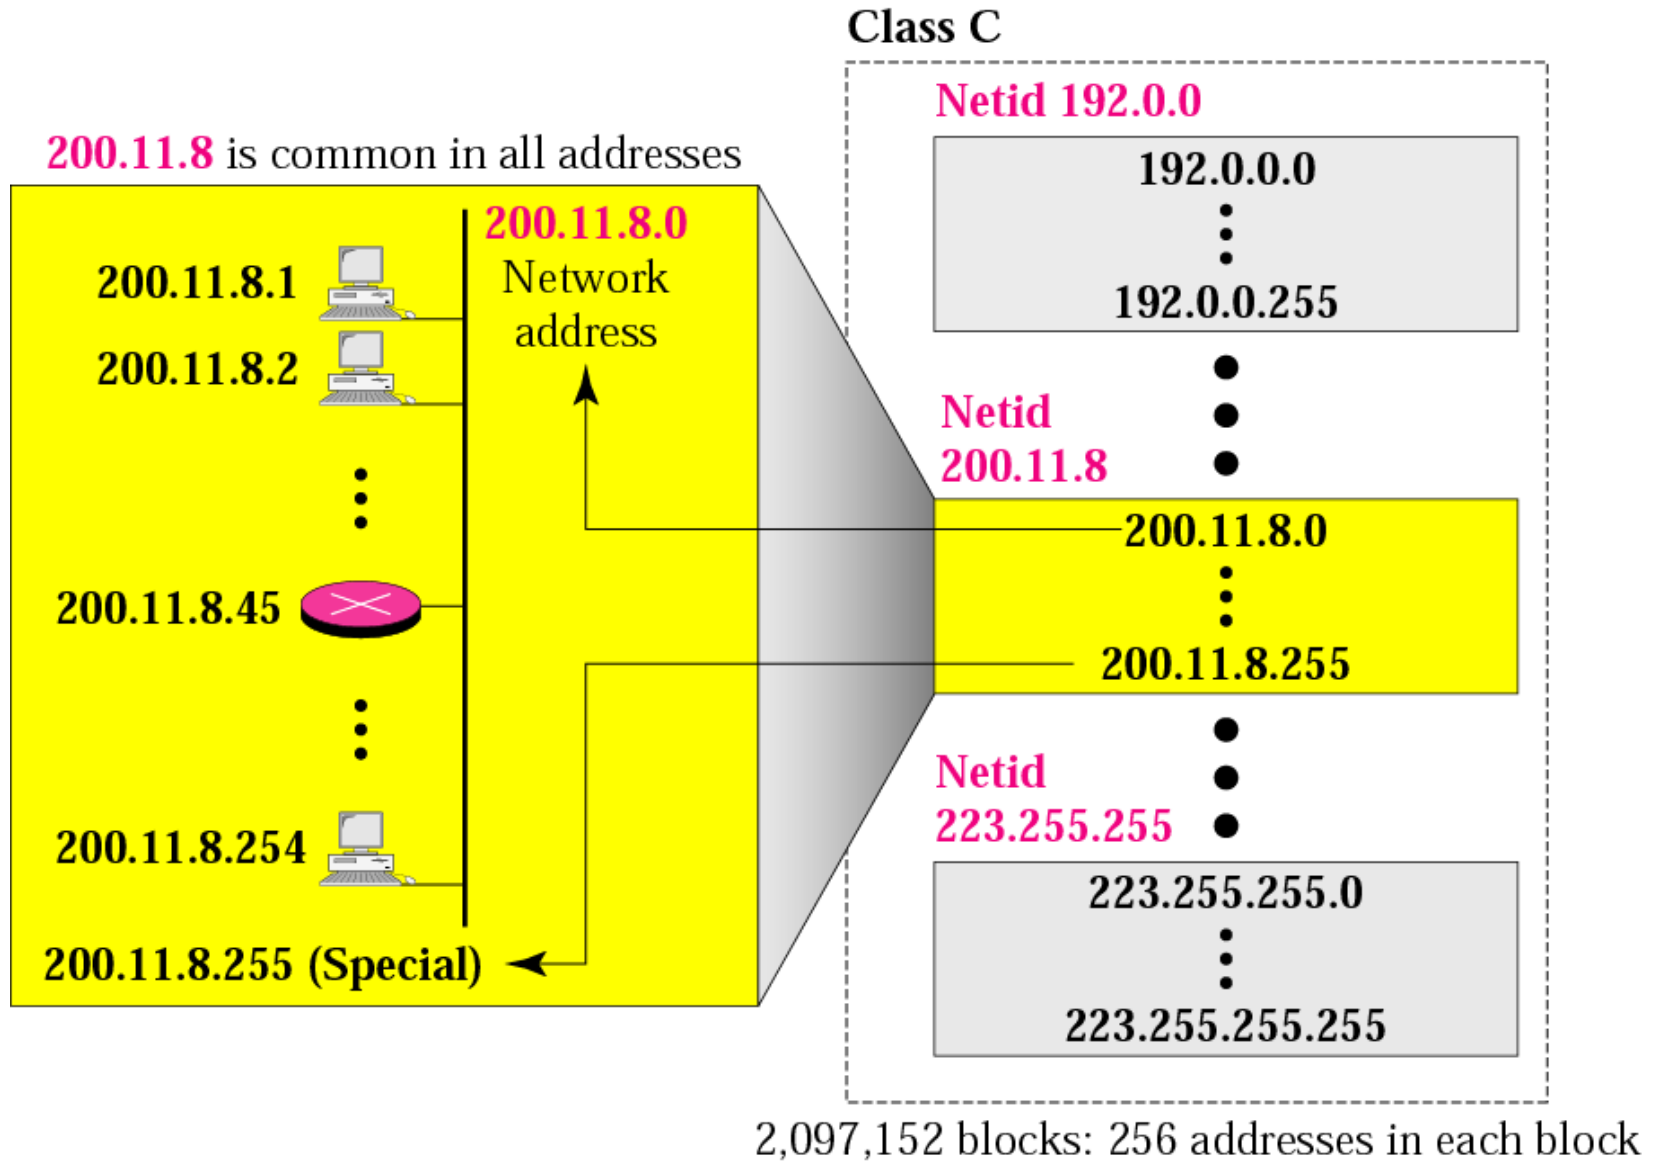 Class C
Netid 192.0.0
192.0.0.0
192.0.0.255
200.11.8 is common in all addresses
200.11.8.0
Network
address
200.11.8.1
200.11.8.2
200.11.8.45
200.11.8.254
200.11.8.255 (Special)
Netid
200.11.8
200.11.8.0
200.11.8.255
Netid
223.255.255
223.255.255.0
223.255.255.255
2,097,152 blocks: 256 addresses in each block